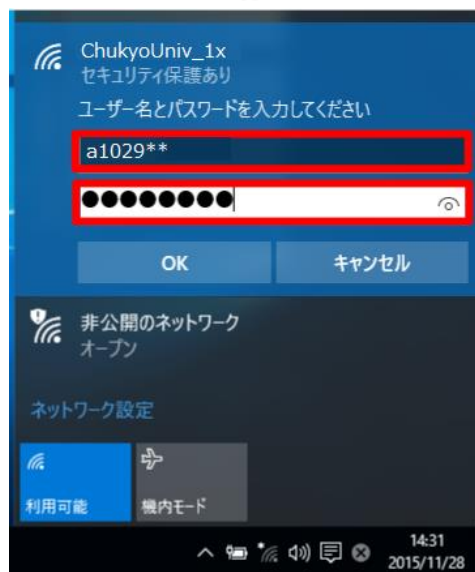 ChukyoUniv_1x
セキュリティ保護あり
ユーザー名とパスワードを入力してください
a1029**
●●●●●●●●
OK キャンセル
非公開のネットワーク
オープン
ネットワーク設定
利用可能 機内モード
14:31
2015/11/28